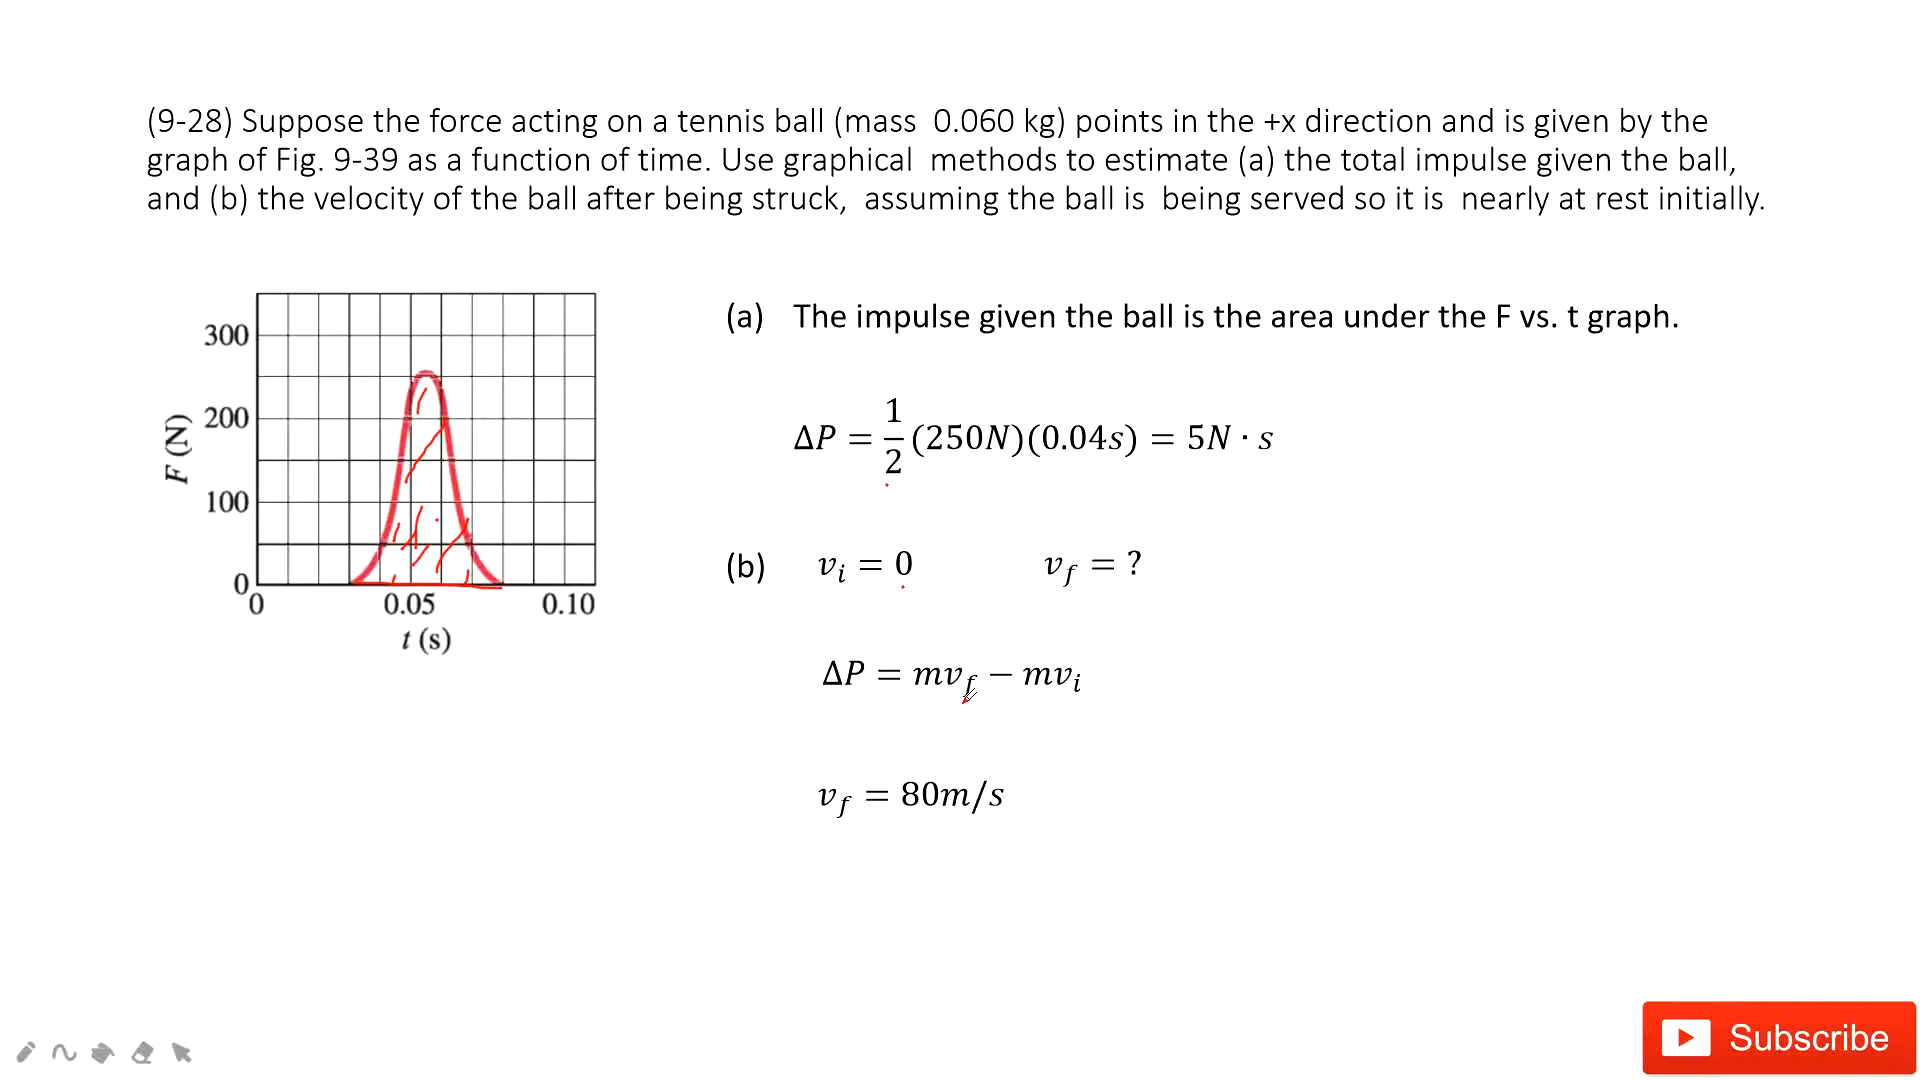 (9-28) Suppose the force acting on a tennis ball (mass  0.060 kg) points in the +x direction and is given by the
graph of Fig. 9-39 as a function of time. Use graphical  methods to estimate (a) the total impulse given the ball,
and (b) the velocity of the ball after being struck,  assuming the ball is  being served so it is  nearly at rest initially.
300
200
100
0
F (N)
0 0.05 0.10
t (s)
(a) The impulse given the ball is the area under the F vs. t graph.
ΔP = 1/2 (250N)(0.04s) = 5N · s
(b) v_i = 0 v_f = ?
ΔP = mv_f − mv_i
v_f = 80m/s
Subscribe